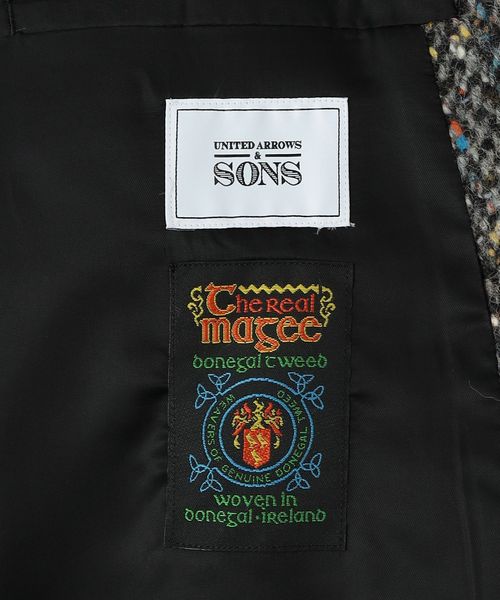 UNITED ARROWS
&
SONS
The Real
magee
donegal tweed
WEAVERS OF GENUINE DONEGAL TWEED
woven in
donegal · ireland